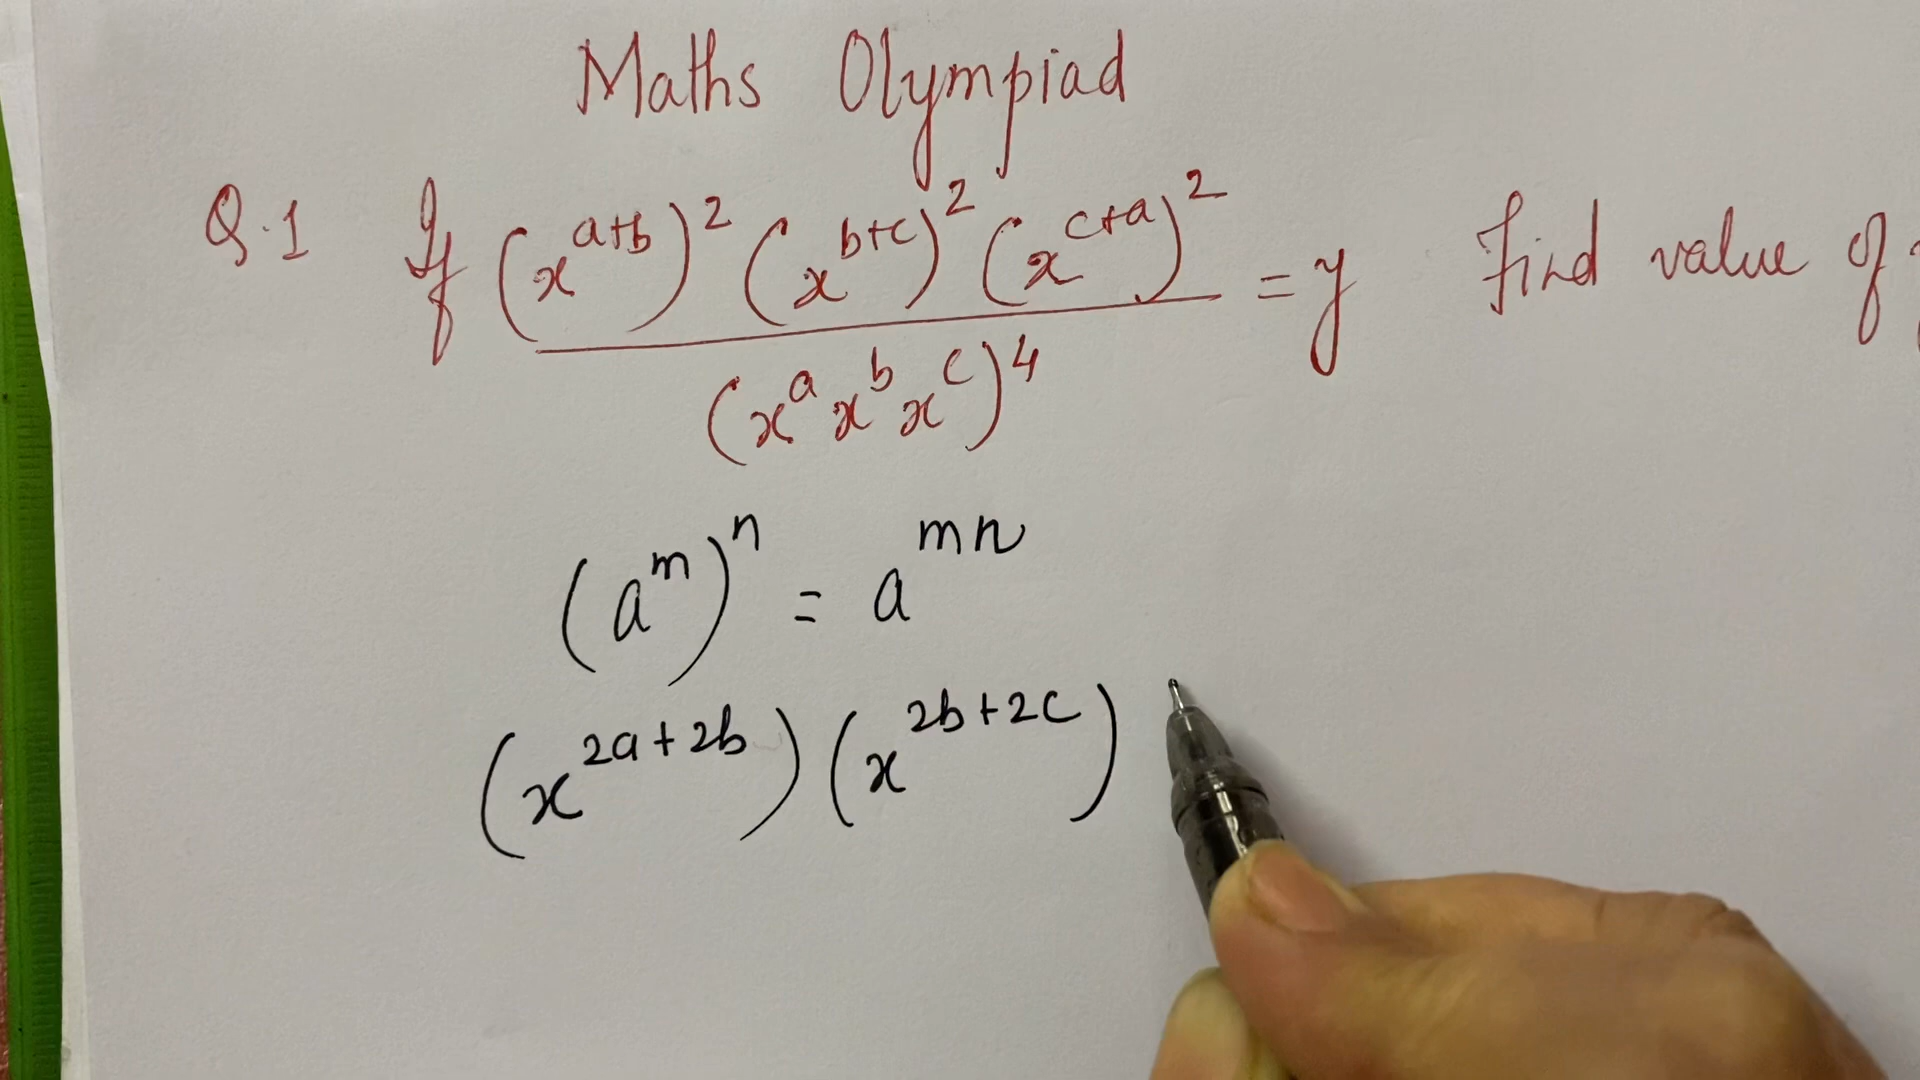 Maths Olympiad
Q.1 If (x^{a+b})^2 (x^{b+c})^2 (x^{c+a})^2 / (x^a x^b x^c)^4 = y Find value of
(a^m)^n = a^{mn}
(x^{2a+2b}) (x^{2b+2c})